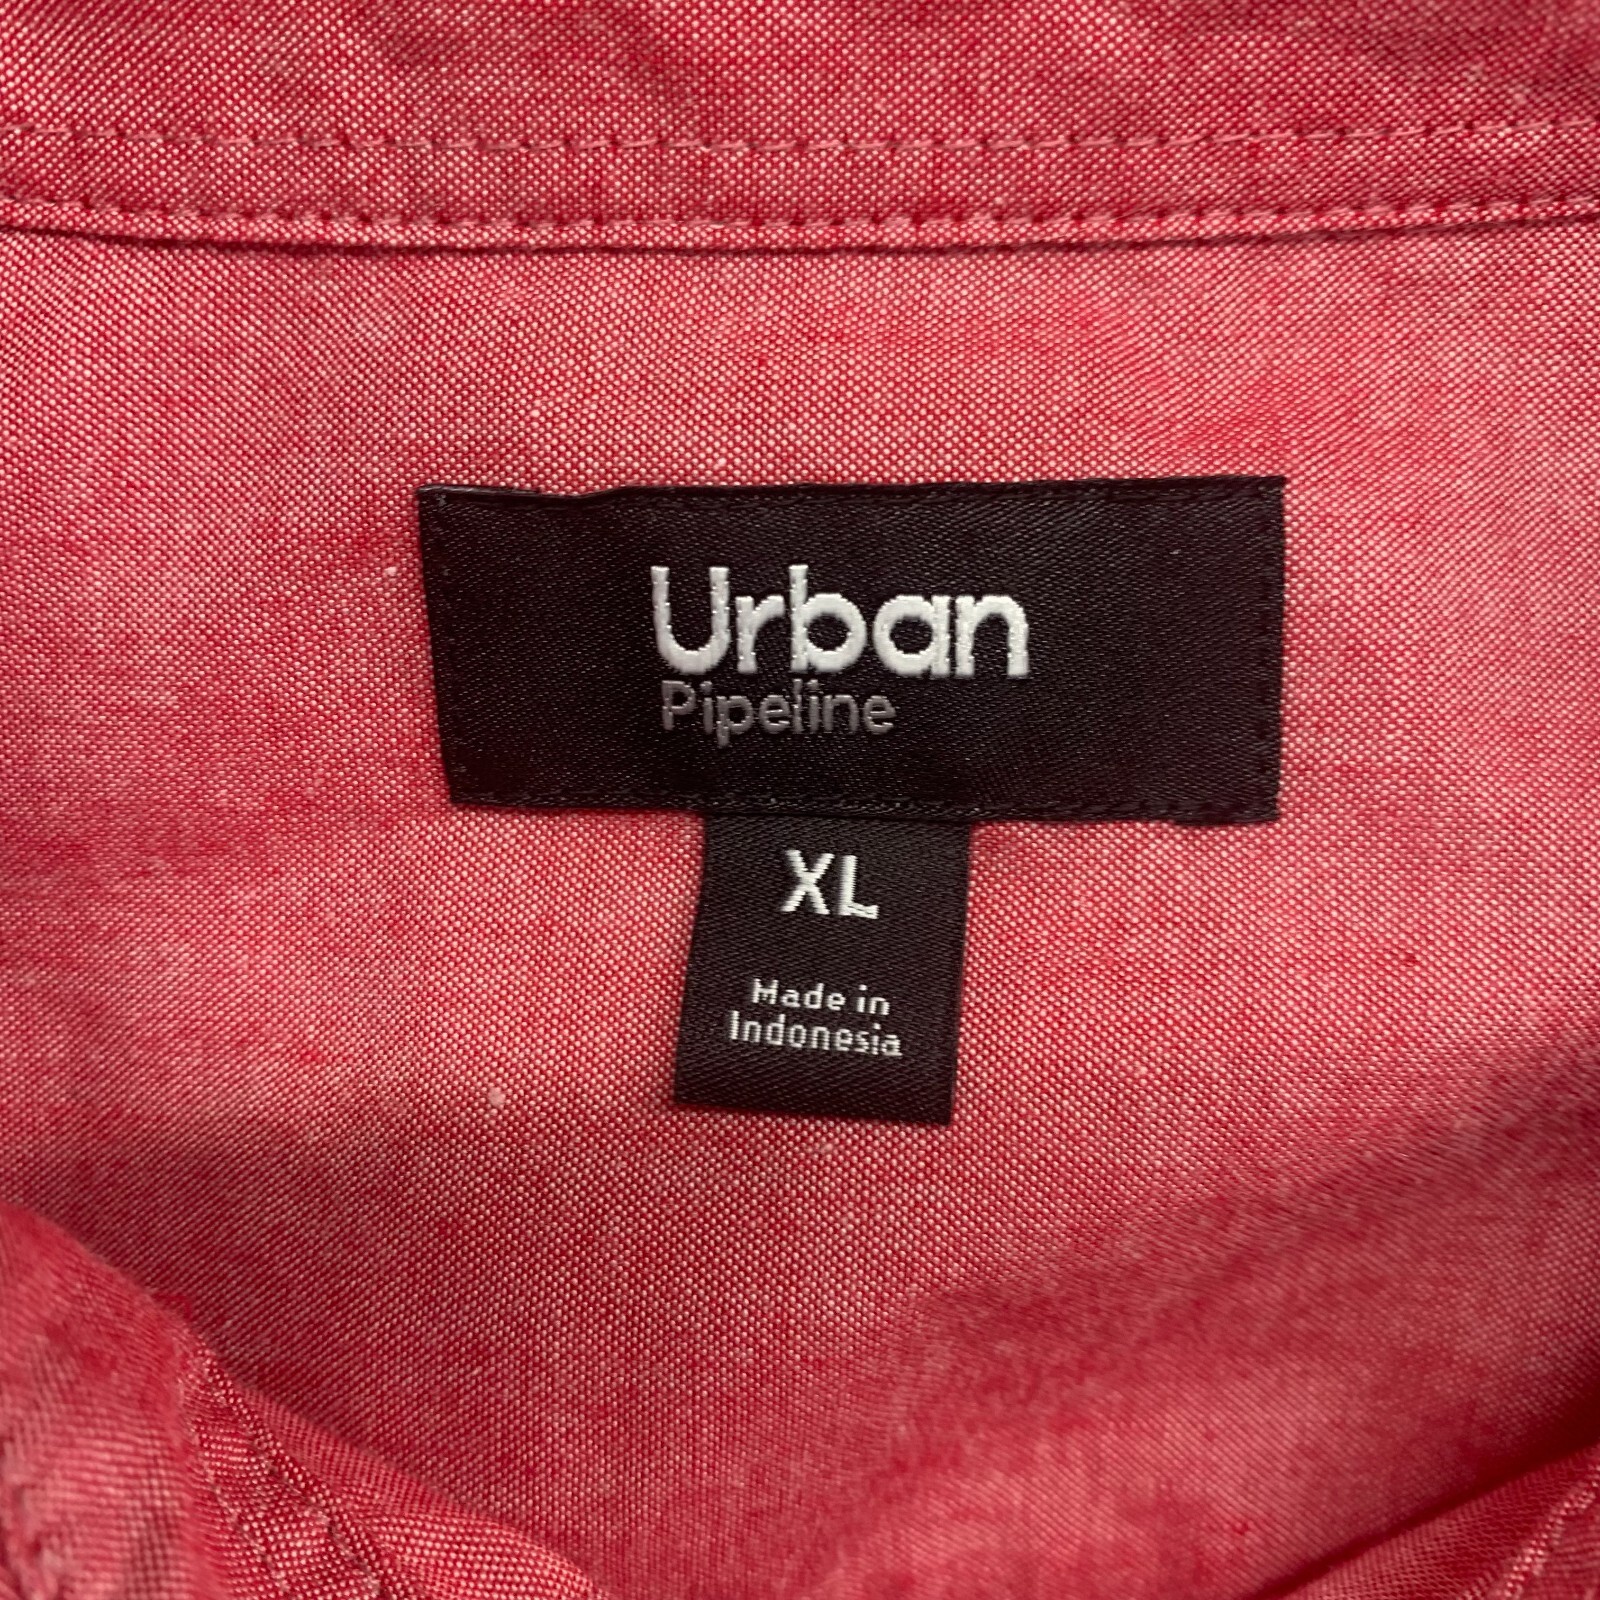 Urban
Pipeline
XL
Made in
Indonesia